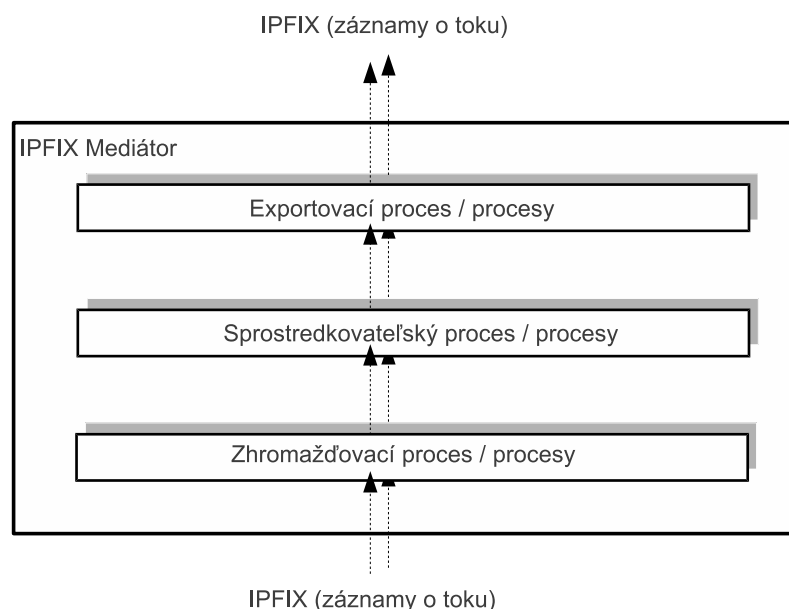 IPFIX (záznamy o toku)
IPFIX Mediátor
Exportovací proces / procesy
Sprostredkovateľský proces / procesy
Zhromažďovací proces / procesy
IPFIX (záznamy o toku)